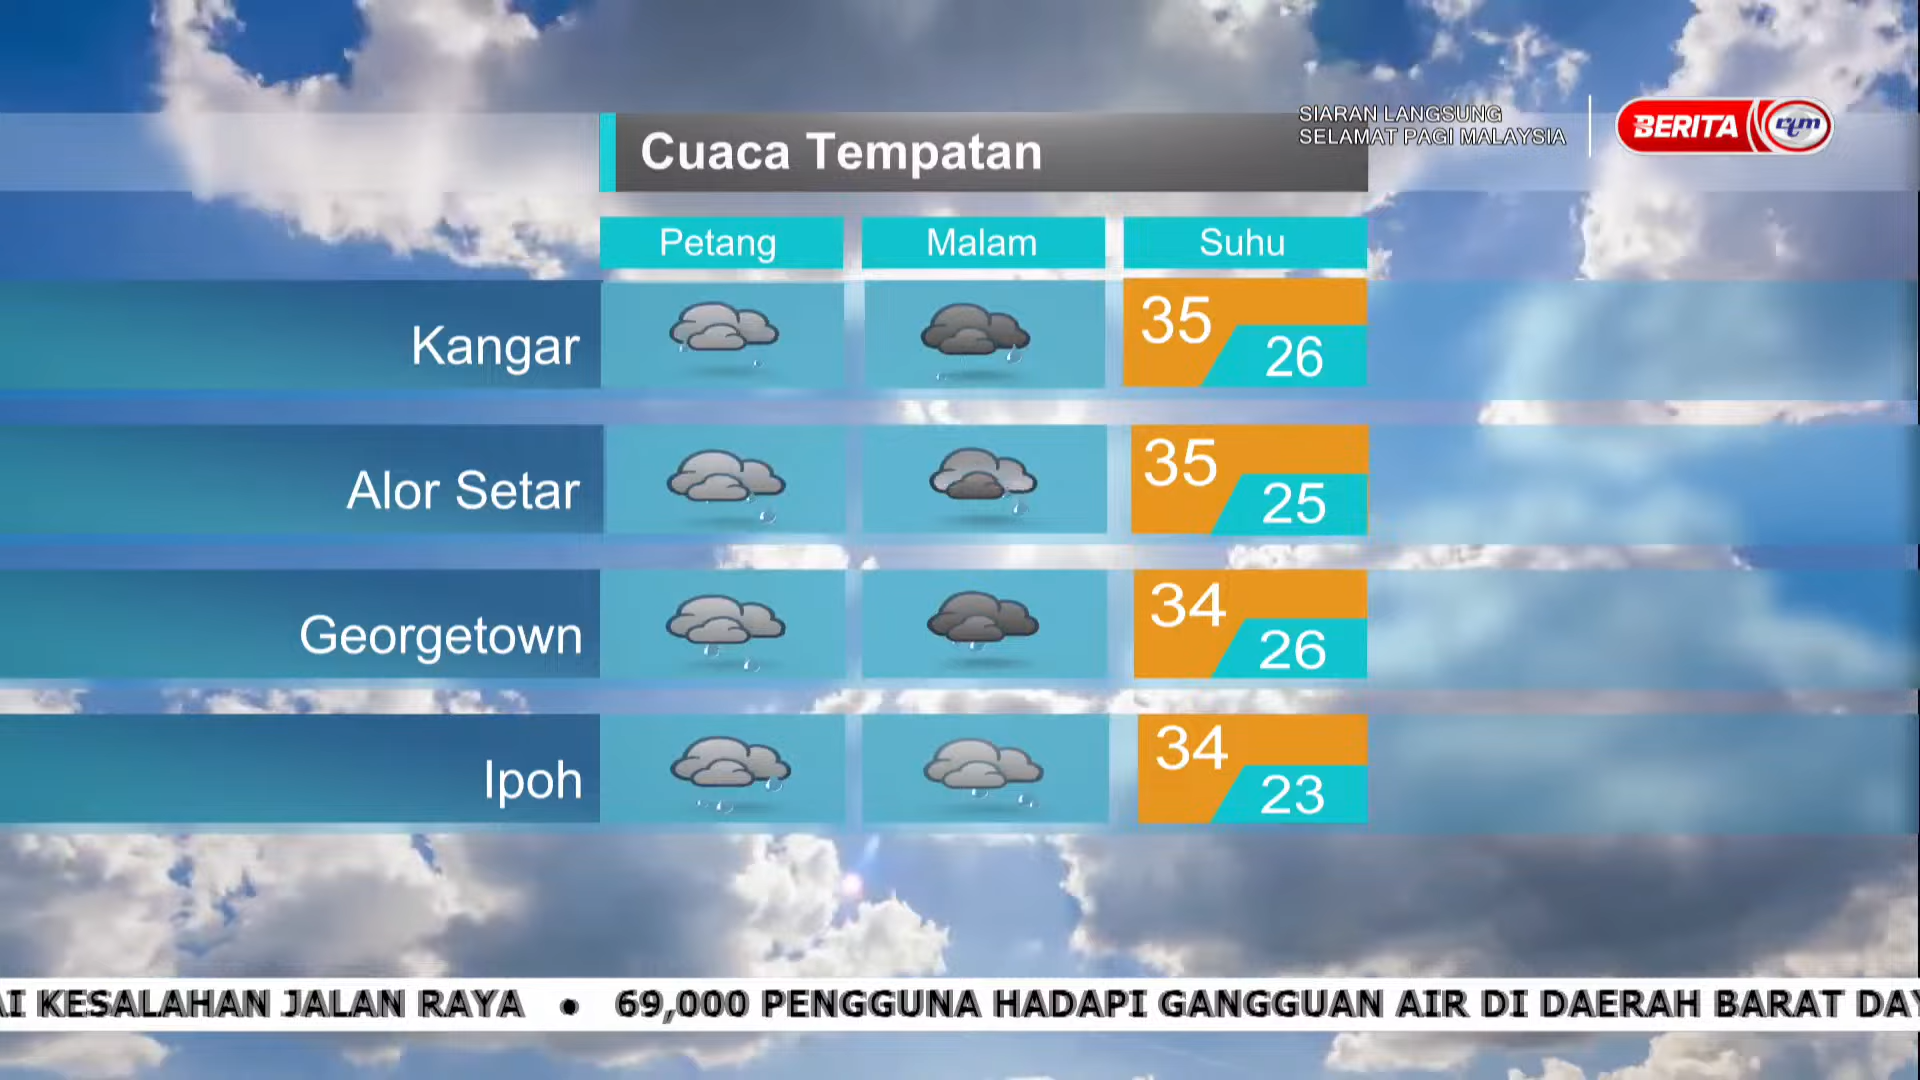 SIARAN LANGSUNG
SELAMAT PAGI MALAYSIA
BERITA rtm
Cuaca Tempatan
Petang Malam Suhu
Kangar 35 26
Alor Setar 35 25
Georgetown 34 26
Ipoh 34 23
KESALAHAN JALAN RAYA • 69,000 PENGGUNA HADAPI GANGGUAN AIR DI DAERAH BARAT